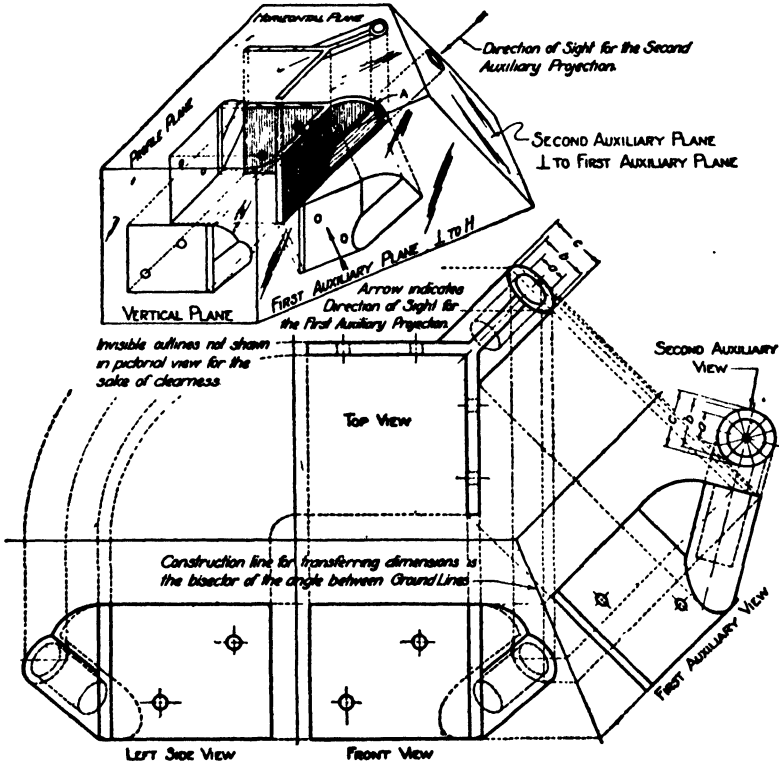 HORIZONTAL PLANE
Direction of Sight for the Second
Auxiliary Projection.
A
PROFILE PLANE
SECOND AUXILIARY PLANE
⊥ TO FIRST AUXILIARY PLANE
FIRST AUXILIARY PLANE ⊥ TO H
VERTICAL PLANE
Arrow indicates
Direction of Sight for
the First Auxiliary Projection.
Invisible outlines not shown
in pictorial view for the
sake of clearness.
C
b
a
SECOND AUXILIARY
VIEW
TOP VIEW
C
b
a
Construction line for transferring dimensions is
the bisector of the angle between Ground Lines
FIRST AUXILIARY VIEW
LEFT SIDE VIEW
FRONT VIEW